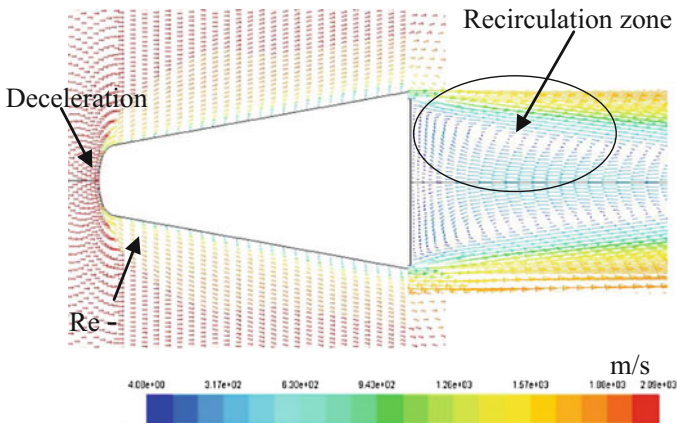 Recirculation zone
Deceleration
Re -
m/s
4.00e+00 3.17e+02 6.30e+02 9.43e+02 1.26e+03 1.57e+03 1.88e+03 2.09e+03